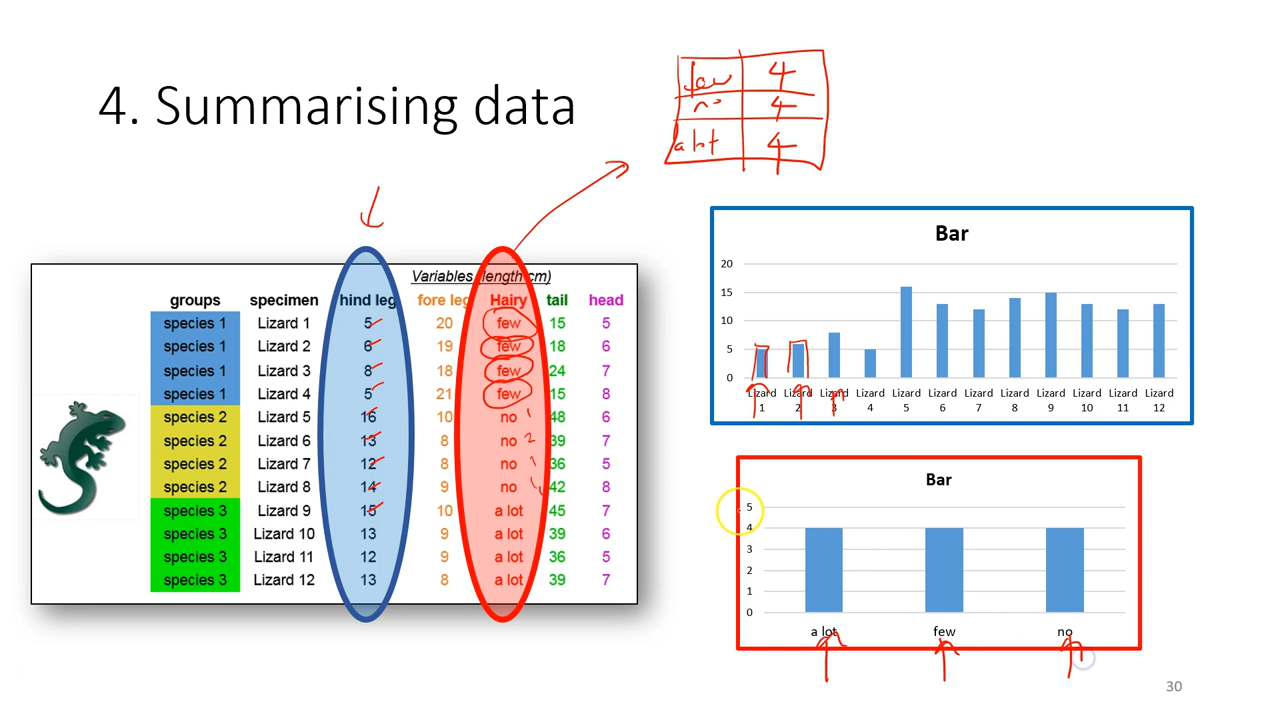 4. Summarising data
few 4
no 4
a lot 4
Variables (length cm)
groups specimen hind leg fore leg Hairy tail head
species 1 Lizard 1 5 20 few 15 5
species 1 Lizard 2 6 19 few 18 6
species 1 Lizard 3 8 18 few 24 7
species 1 Lizard 4 5 21 few 15 8
species 2 Lizard 5 16 10 no 1 48 6
species 2 Lizard 6 13 8 no 2 39 7
species 2 Lizard 7 12 8 no 36 5
species 2 Lizard 8 14 9 no 42 8
species 3 Lizard 9 15 10 a lot 45 7
species 3 Lizard 10 13 9 a lot 39 6
species 3 Lizard 11 12 9 a lot 36 5
species 3 Lizard 12 13 8 a lot 39 7
Bar
20
15
10
5
0
Lizard Lizard Lizard Lizard Lizard Lizard Lizard Lizard Lizard Lizard Lizard Lizard
1 2 3 4 5 6 7 8 9 10 11 12
Bar
5
4
3
2
1
0
a lot few no
30